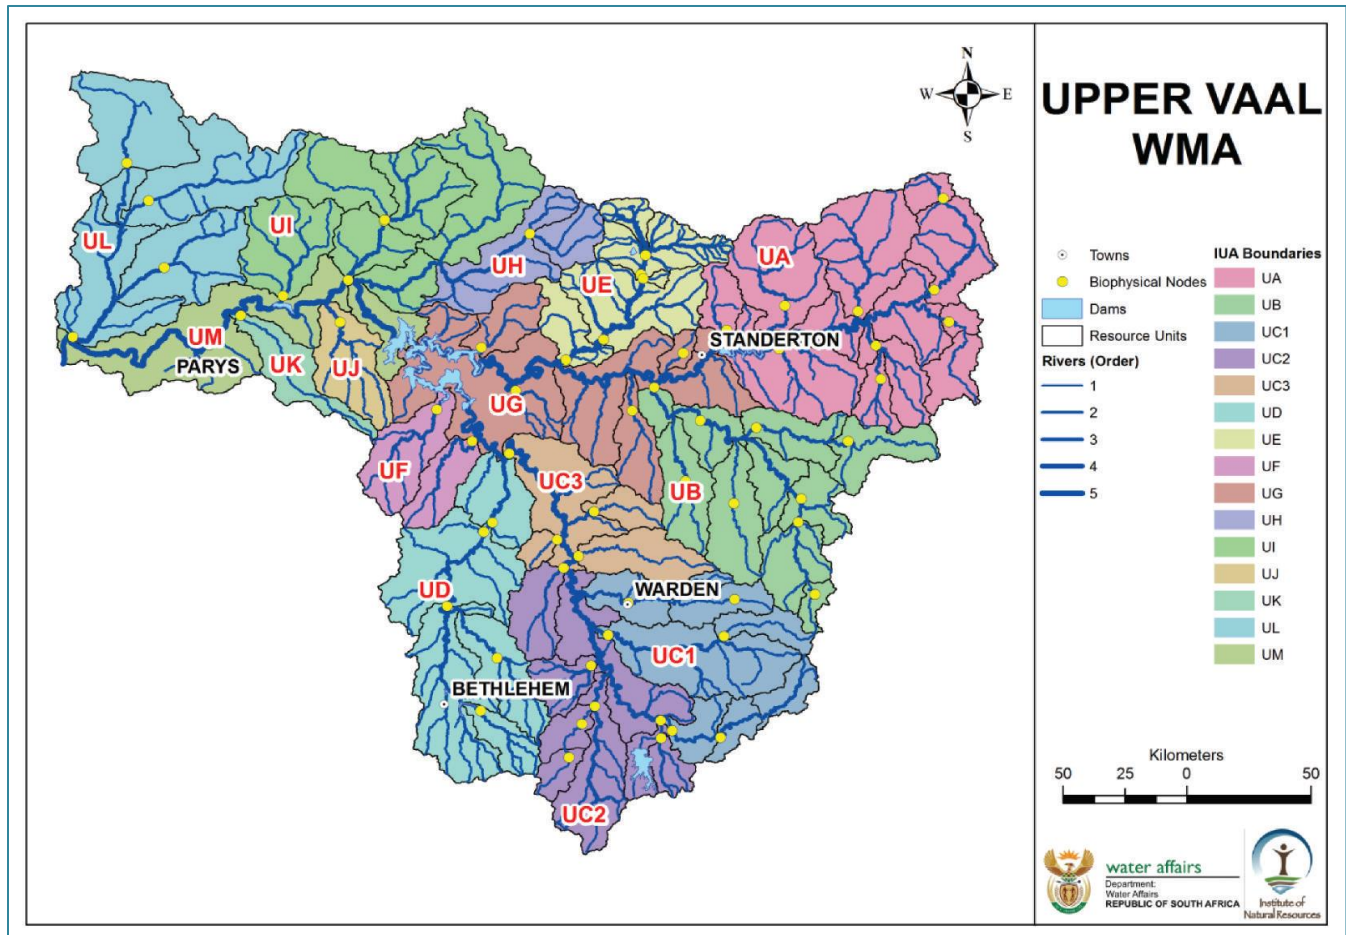 UPPER VAAL
WMA
N
W
E
S
UL
UI
UH
UE
UA
UM
PARYS
UK
UJ
STANDERTON
UG
UF
UC3
UB
UD
WARDEN
UC1
BETHLEHEM
UC2
Towns
Biophysical Nodes
Dams
Resource Units
Rivers (Order)
1
2
3
4
5
IUA Boundaries
UA
UB
UC1
UC2
UC3
UD
UE
UF
UG
UH
UI
UJ
UK
UL
UM
Kilometers
50 25 0 50
water affairs
Department:
Water Affairs
REPUBLIC OF SOUTH AFRICA
Institute of
Natural Resources